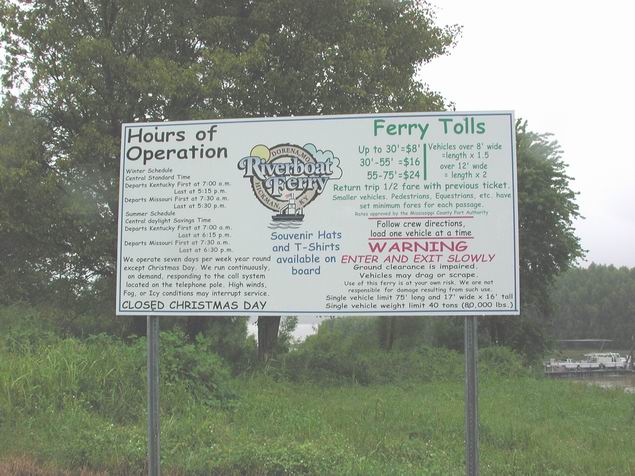 Hours of
Operation
Winter Schedule
Central Standard Time
Departs Kentucky First at 7:00 a.m.
Last at 5:15 p.m.
Departs Missouri First at 7:30 a.m.
Last at 5:30 p.m.
Summer Schedule
Central daylight Savings Time
Departs Kentucky First at 7:00 a.m.
Last at 6:15 p.m.
Departs Missouri First at 7:30 a.m.
Last at 6:30 p.m.
We operate seven days per week year round
except Christmas Day. We run continuously,
on demand, responding to the call system
located on the telephone pole. High winds,
Fog, or Icy conditions may interrupt service.
CLOSED CHRISTMAS DAY
DORENA, MO
Riverboat
Ferry
HICKMAN, KY
Souvenir Hats
and T-Shirts
available on
board
Ferry Tolls
Up to 30'=$8'
30'-55' =$16
55-75'=$24
Vehicles over 8' wide
=length x 1.5
over 12' wide
= length x 2
Return trip 1/2 fare with previous ticket.
Smaller vehicles, Pedestrians, Equestrians, etc. have
set minimum fares for each passage.
Rates approved by the Mississippi County Port Authority
Follow crew directions,
load one vehicle at a time
WARNING
ENTER AND EXIT SLOWLY
Ground clearance is impaired.
Vehicles may drag or scrape.
Use of this ferry is at your own risk. We are not
responsible for damage resulting from such use.
Single vehicle limit 75' long and 17' wide x 16' tall
Single vehicle weight limit 40 tons (80,000 lbs.)